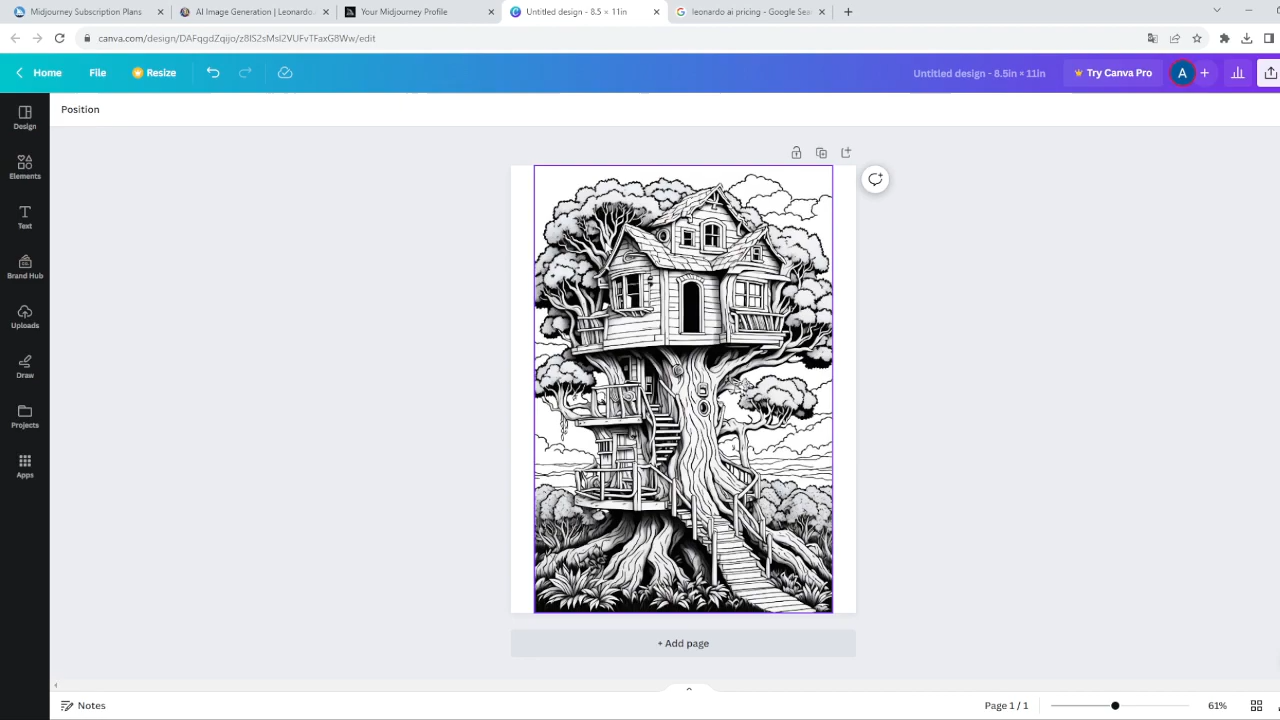 Midjourney Subscription Plans
AI Image Generation | Leonardo.
Your Midjourney Profile
Untitled design - 8.5 × 11in
leonardo ai pricing - Google Sea
canva.com/design/DAFqgdZqijo/z8lS2sMsl2VUFvTFaxG8Ww/edit
Home
File
Resize
Untitled design - 8.5in × 11in
Try Canva Pro
A
Position
Design
Elements
Text
Brand Hub
Uploads
Draw
Projects
Apps
+ Add page
Notes
Page 1 / 1
61%